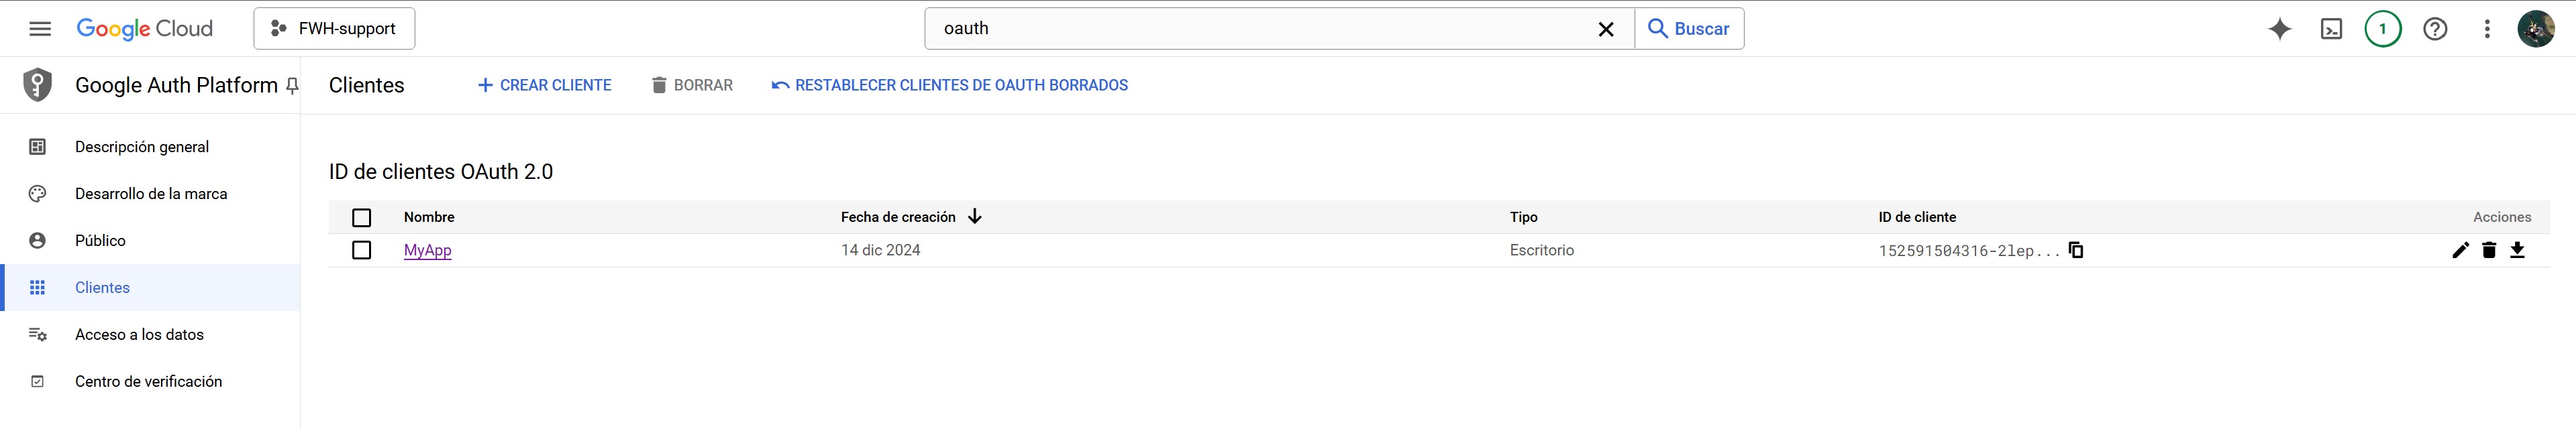 Google Cloud
FWH-support
oauth
Buscar
1
Google Auth Platform
Clientes
CREAR CLIENTE
BORRAR
RESTABLECER CLIENTES DE OAUTH BORRADOS
Descripción general
Desarrollo de la marca
Público
Clientes
Acceso a los datos
Centro de verificación
ID de clientes OAuth 2.0
Nombre Fecha de creación Tipo ID de cliente Acciones
MyApp 14 dic 2024 Escritorio 152591504316-2lep...